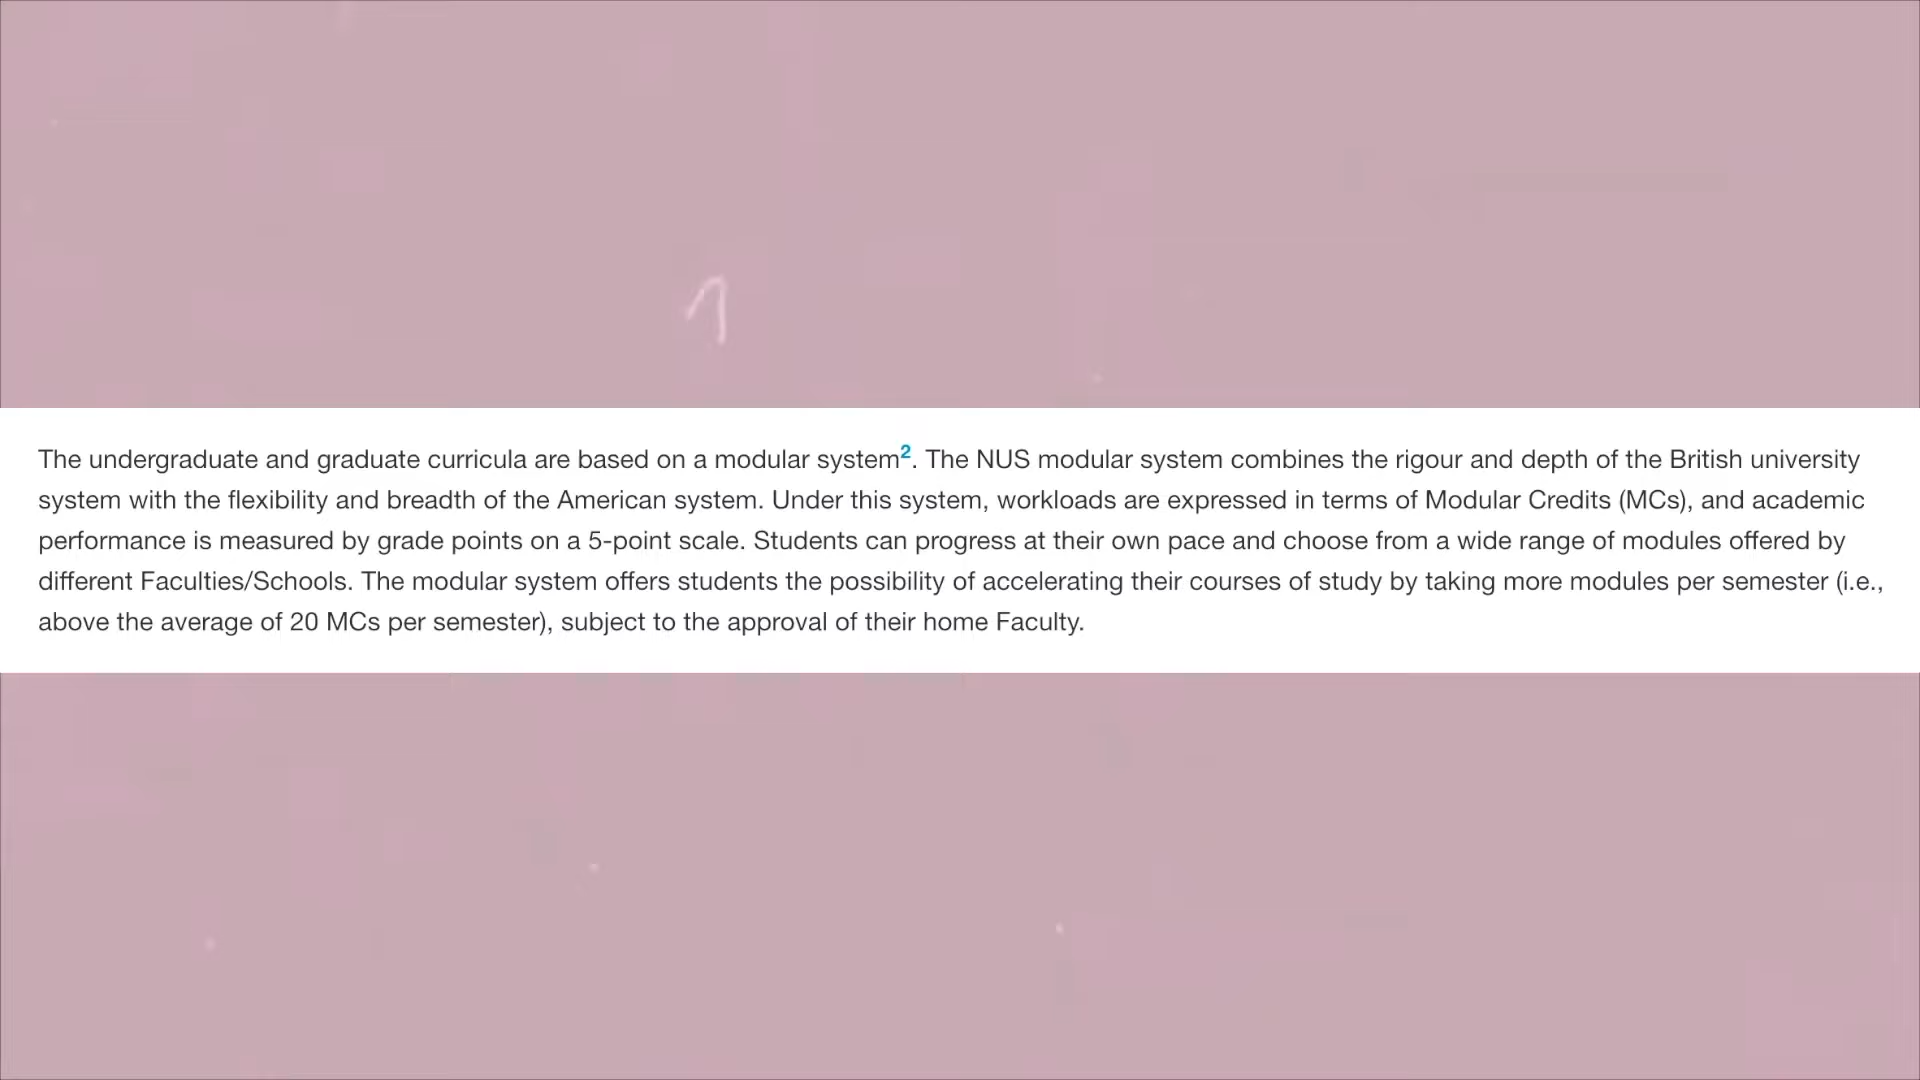 The undergraduate and graduate curricula are based on a modular system2. The NUS modular system combines the rigour and depth of the British university
system with the flexibility and breadth of the American system. Under this system, workloads are expressed in terms of Modular Credits (MCs), and academic
performance is measured by grade points on a 5-point scale. Students can progress at their own pace and choose from a wide range of modules offered by
different Faculties/Schools. The modular system offers students the possibility of accelerating their courses of study by taking more modules per semester (i.e.,
above the average of 20 MCs per semester), subject to the approval of their home Faculty.